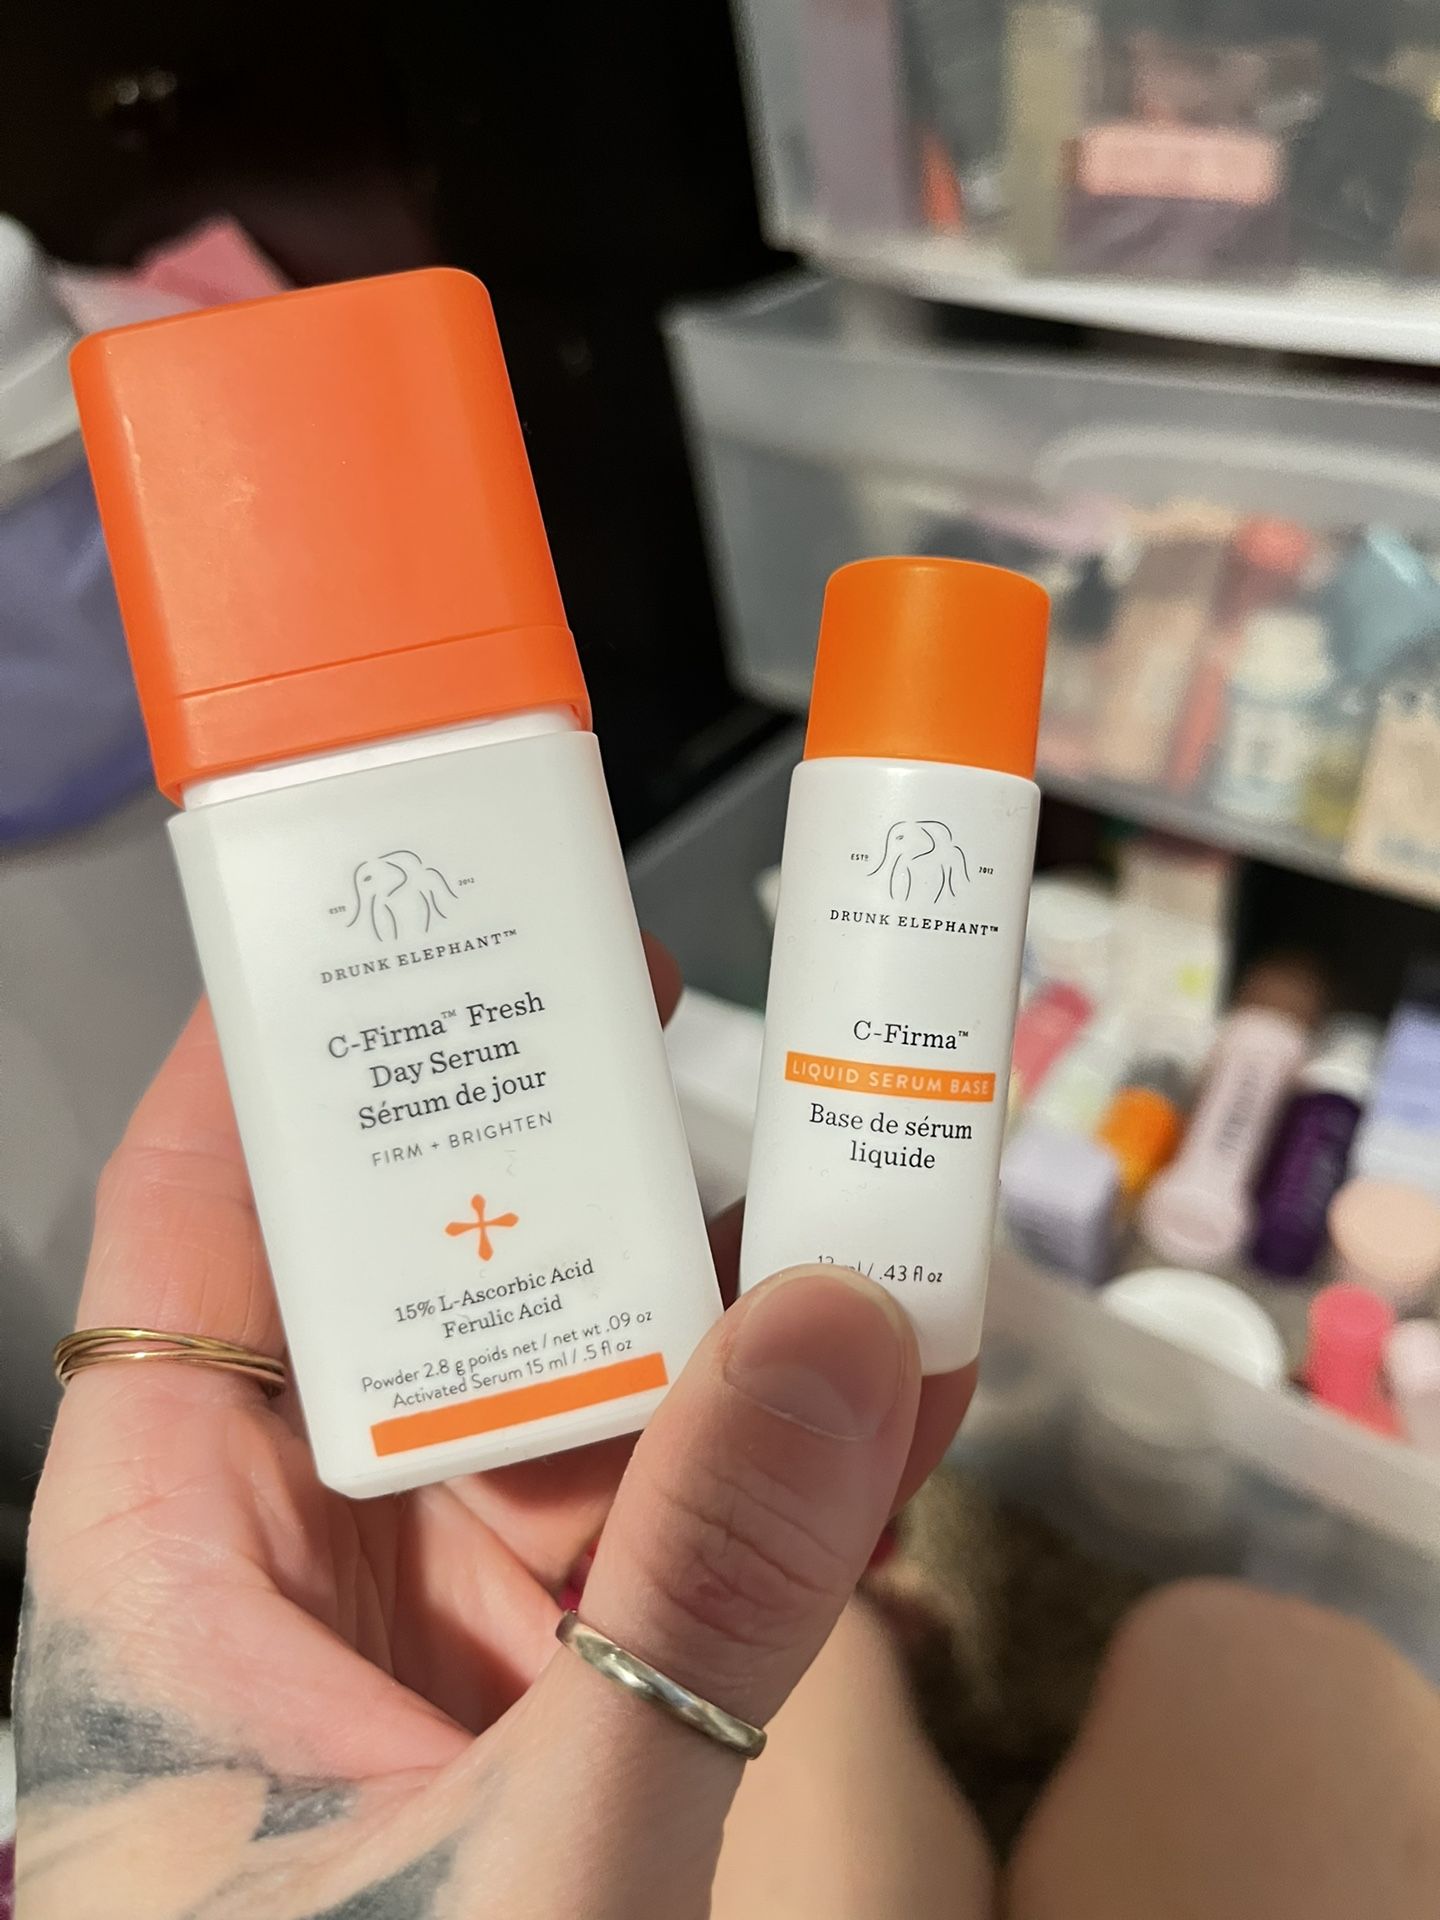 ESTD 2012
DRUNK ELEPHANT™
C-Firma™ Fresh
Day Serum
Sérum de jour
FIRM + BRIGHTEN
15% L-Ascorbic Acid
Ferulic Acid
Powder 2.8 g poids net / net wt .09 oz
Activated Serum 15 ml / .5 fl oz
ESTD 2012
DRUNK ELEPHANT™
C-Firma™
LIQUID SERUM BASE
Base de sérum
liquide
/ .43 fl oz